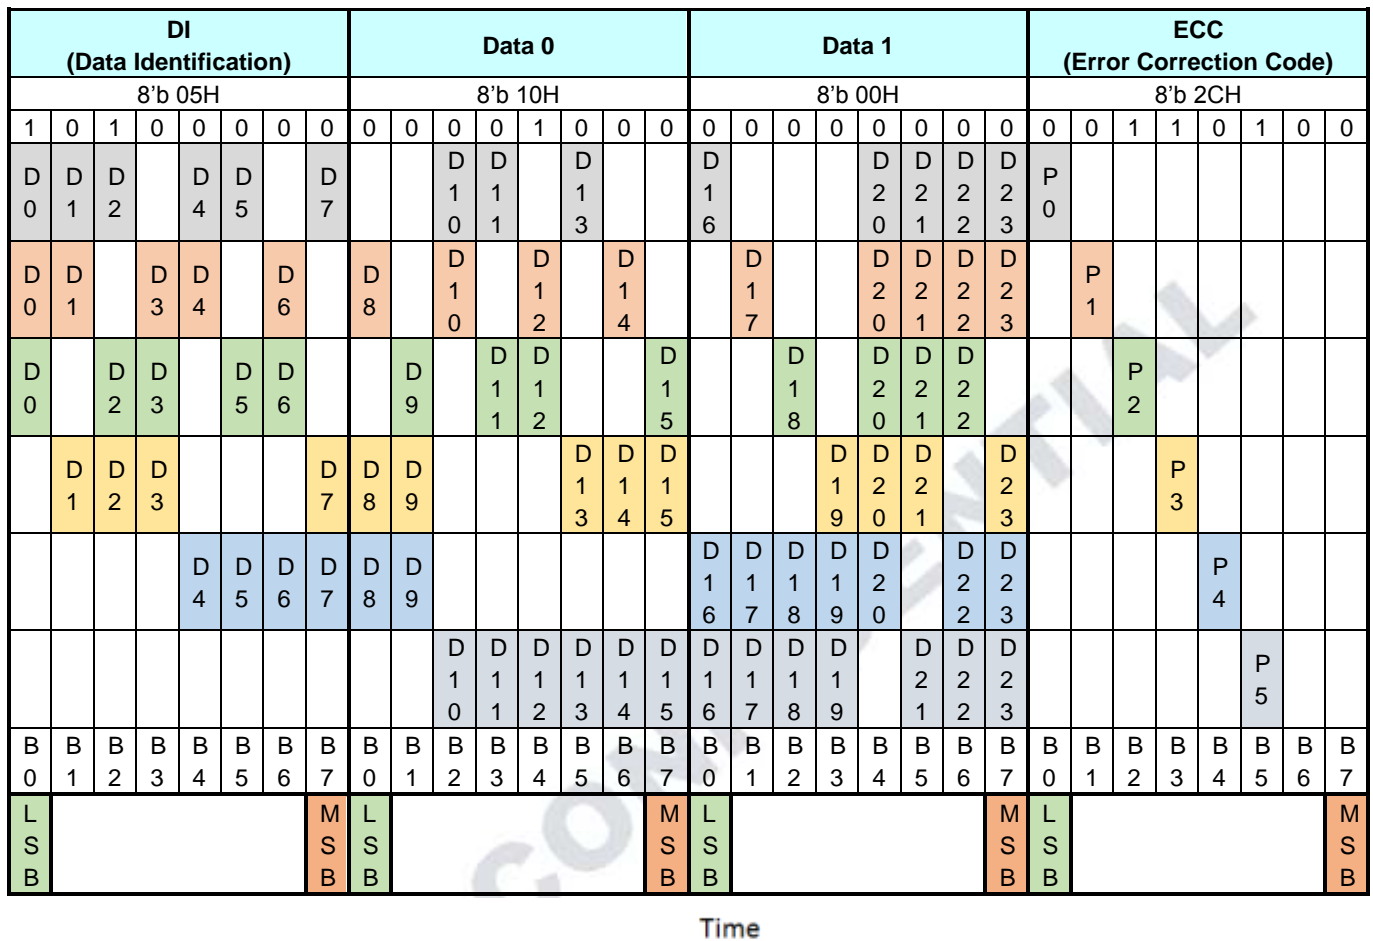 DI
(Data Identification)
Data 0
Data 1
ECC
(Error Correction Code)
8'b 05H 8'b 10H 8'b 00H 8'b 2CH
1 0 1 0 0 0 0 0 0 0 0 0 1 0 0 0 0 0 0 0 0 0 0 0 0 0 1 1 0 1 0 0
D0 D1 D2 D4 D5 D7 D10 D11 D13 D16 D20 D21 D22 D23 P0
D0 D1 D3 D4 D6 D8 D10 D12 D14 D17 D20 D21 D22 D23 P1
D0 D2 D3 D5 D6 D9 D11 D12 D15 D18 D20 D21 D22 P2
D1 D2 D3 D7 D8 D9 D13 D14 D15 D19 D20 D21 D23 P3
D4 D5 D6 D7 D8 D9 D16 D17 D18 D19 D20 D22 D23 P4
D10 D11 D12 D13 D14 D15 D16 D17 D18 D19 D21 D22 D23 P5
B0 B1 B2 B3 B4 B5 B6 B7 B0 B1 B2 B3 B4 B5 B6 B7 B0 B1 B2 B3 B4 B5 B6 B7 B0 B1 B2 B3 B4 B5 B6 B7
LSB MSB LSB MSB LSB MSB LSB MSB
Time
CONFIDENTIAL